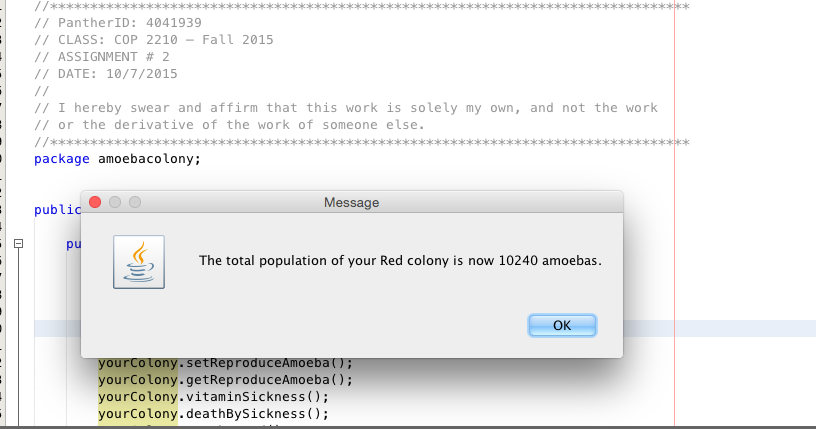 //********************************************************************************
// PantherID: 4041939
// CLASS: COP 2210 – Fall 2015
// ASSIGNMENT # 2
// DATE: 10/7/2015
//
// I hereby swear and affirm that this work is solely my own, and not the work
// or the derivative of the work of someone else.
//********************************************************************************
package amoebacolony;
Message
public
pu
The total population of your Red colony is now 10240 amoebas.
OK
yourColony.setReproduceAmoeba();
yourColony.getReproduceAmoeba();
yourColony.vitaminSickness();
yourColony.deathBySickness();